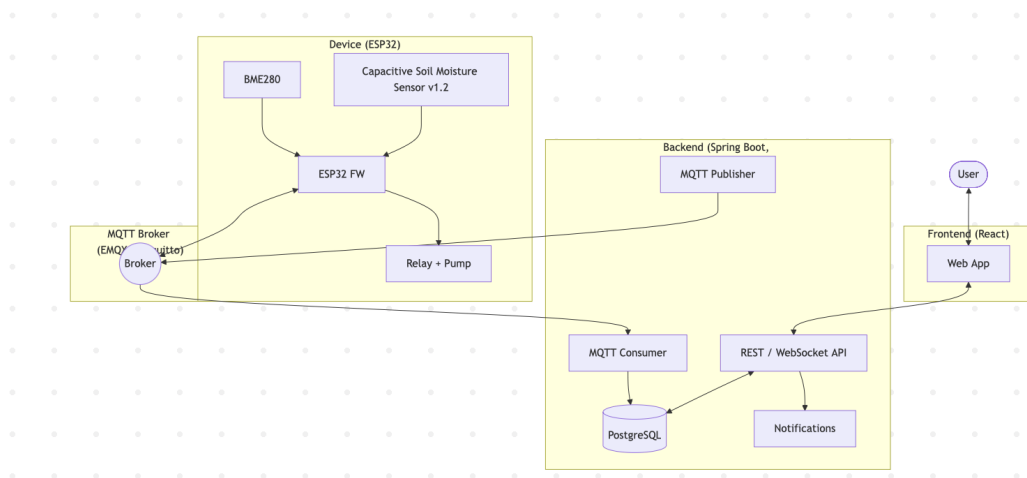 Device (ESP32)
BME280
Capacitive Soil Moisture
Sensor v1.2
ESP32 FW
Relay + Pump
MQTT Broker
Broker
Backend (Spring Boot,
MQTT Publisher
MQTT Consumer
REST / WebSocket API
PostgreSQL
Notifications
User
Frontend (React)
Web App